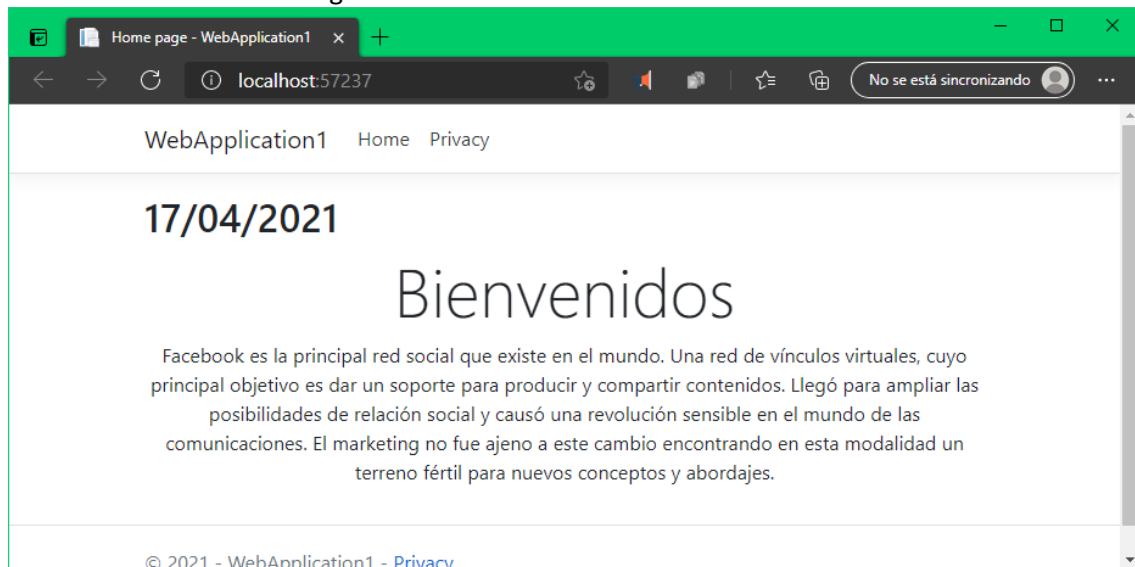 Home page - WebApplication1
localhost:57237
No se está sincronizando
WebApplication1 Home Privacy
17/04/2021
Bienvenidos
Facebook es la principal red social que existe en el mundo. Una red de vínculos virtuales, cuyo
principal objetivo es dar un soporte para producir y compartir contenidos. Llegó para ampliar las
posibilidades de relación social y causó una revolución sensible en el mundo de las
comunicaciones. El marketing no fue ajeno a este cambio encontrando en esta modalidad un
terreno fértil para nuevos conceptos y abordajes.
© 2021 - WebApplication1 - Privacy